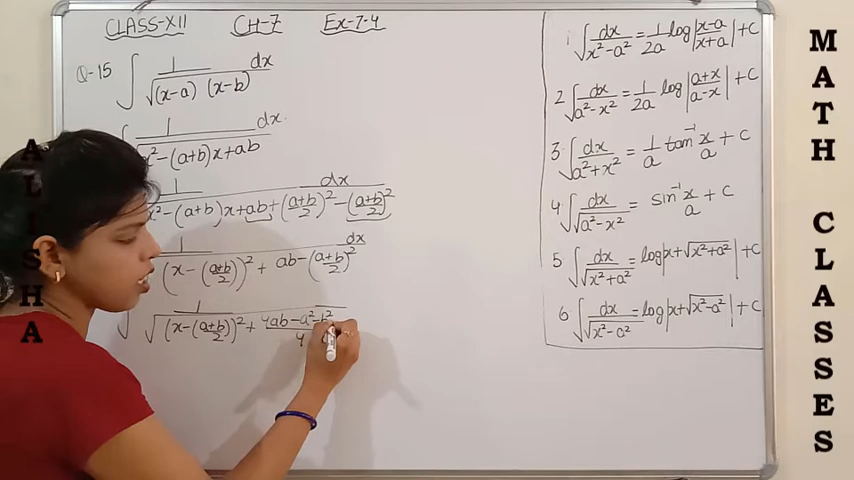 CLASS-XII CH-7 Ex-7.4
Q-15 ∫ 1/√(x-a) (x-b) dx
∫ 1/x²-(a+b)x+ab dx
1/x²-(a+b)x+ab+(a+b/2)²-(a+b/2)² dx
1/(x-(a+b/2))²+ab-(a+b/2)² dx
∫ 1/√(x-(a+b/2))²+4ab-a²-b²/4
1 ∫ dx/x²-a² = 1/2a log|x-a/x+a|+C
2 ∫ dx/a²-x² = 1/2a log|a+x/a-x|+C
3 ∫ dx/a²+x² = 1/a tan⁻¹ x/a + C
4 ∫ dx/√a²-x² = sin⁻¹ x/a + C
5 ∫ dx/√x²+a² = log|x+√x²+a²|+C
6 ∫ dx/√x²-a² = log|x+√x²-a²|+C
ALISHA
MATH CLASSES